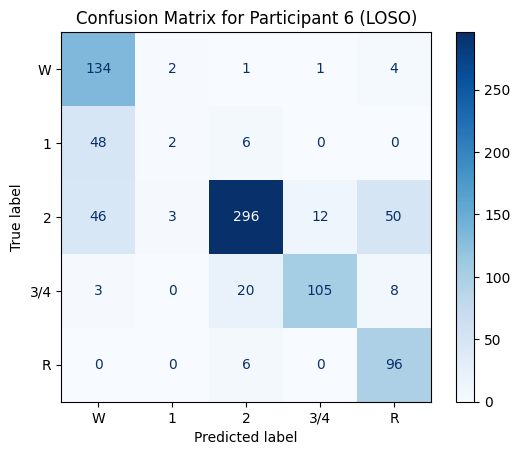 Confusion Matrix for Participant 6 (LOSO)
W 134 2 1 1 4
1 48 2 6 0 0
2 46 3 296 12 50
3/4 3 0 20 105 8
R 0 0 6 0 96
W 1 2 3/4 R
Predicted label
True label
250
200
150
100
50
0